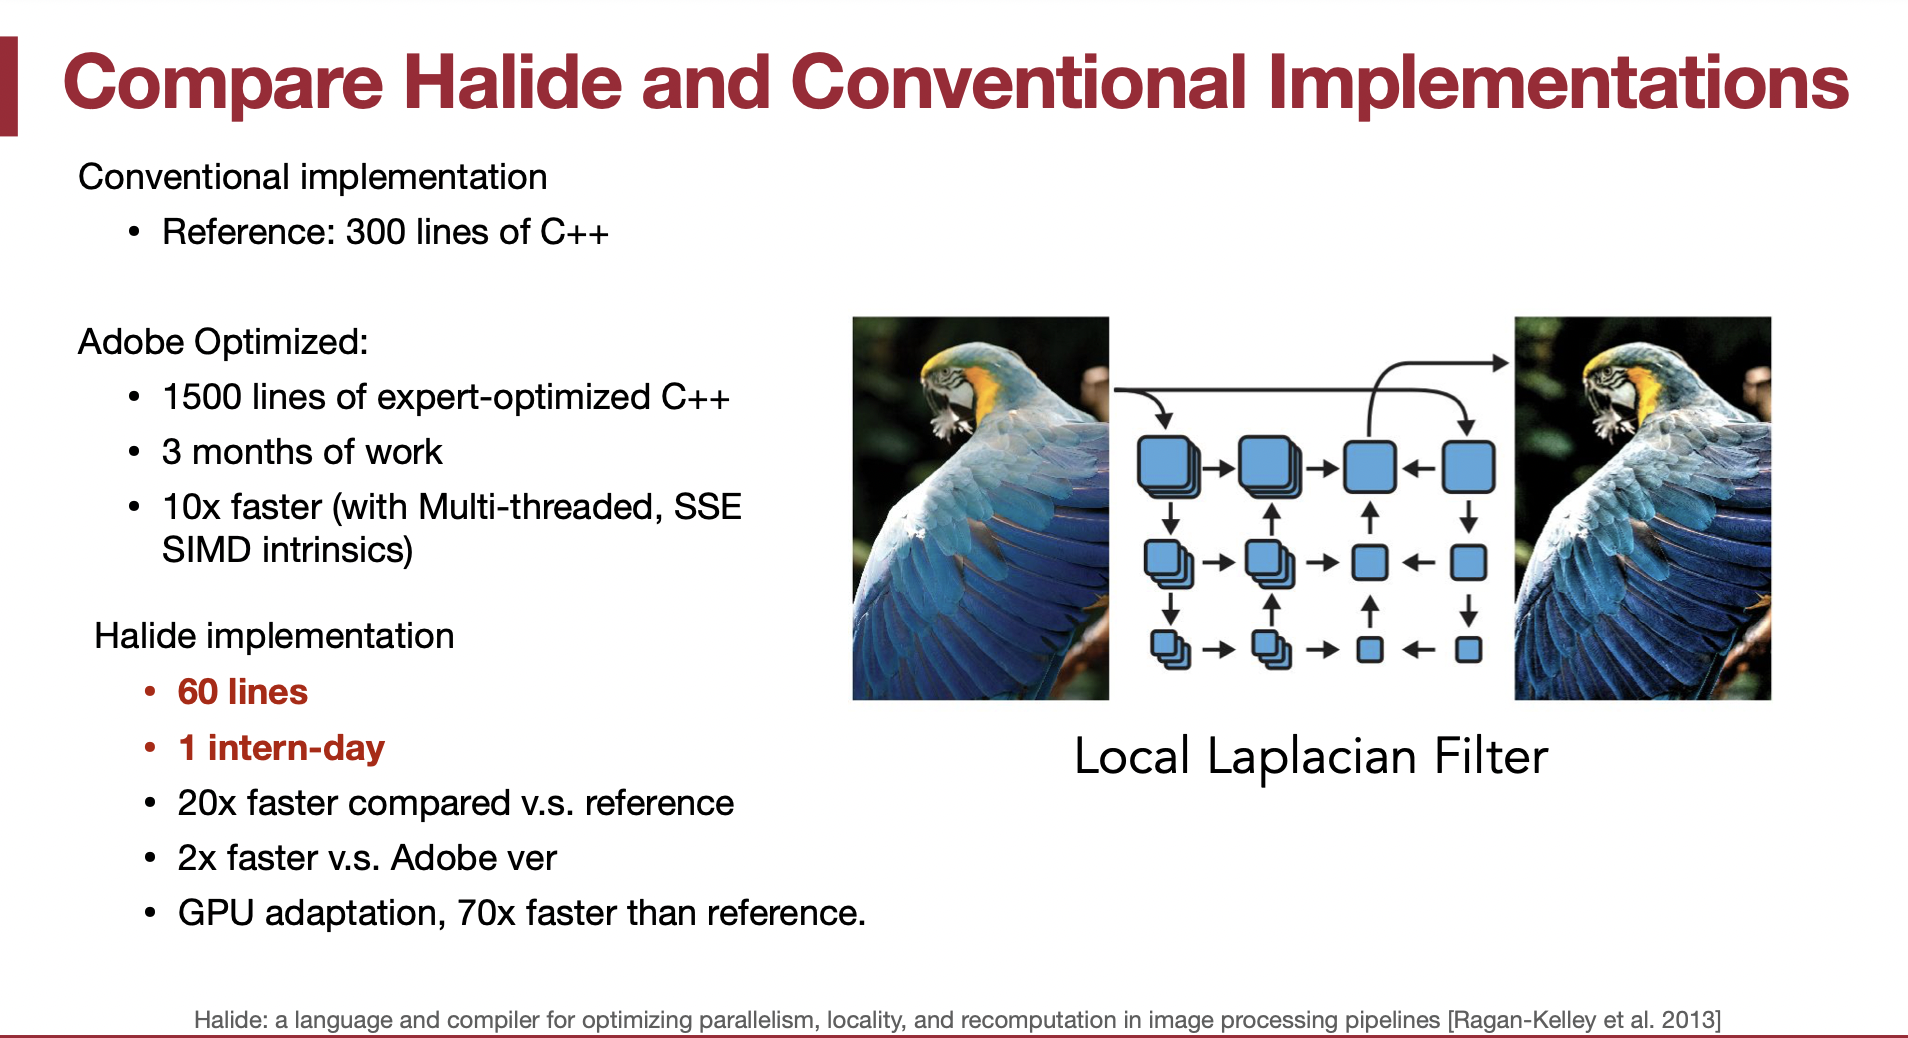 Compare Halide and Conventional Implementations
Conventional implementation
• Reference: 300 lines of C++
Adobe Optimized:
• 1500 lines of expert-optimized C++
• 3 months of work
• 10x faster (with Multi-threaded, SSE
SIMD intrinsics)
Halide implementation
• 60 lines
• 1 intern-day
• 20x faster compared v.s. reference
• 2x faster v.s. Adobe ver
• GPU adaptation, 70x faster than reference.
Local Laplacian Filter
Halide: a language and compiler for optimizing parallelism, locality, and recomputation in image processing pipelines [Ragan-Kelley et al. 2013]